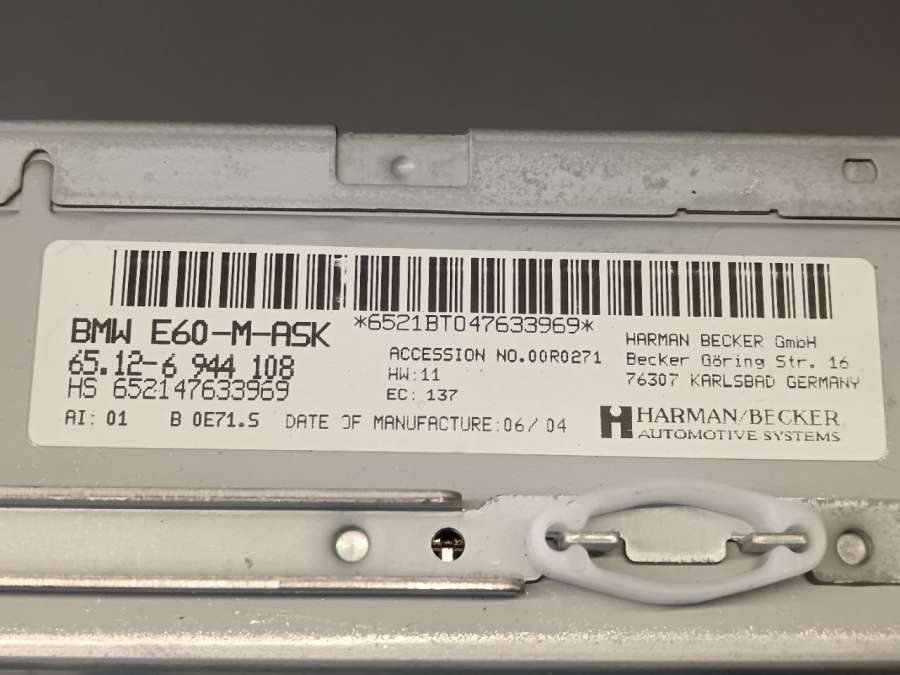 *6521BT047633969*
BMW E60-M-ASK
65.12-6 944 108
HS 652147633969
AI: 01 B 0E71.5 DATE OF MANUFACTURE:06/ 04
ACCESSION NO.00R0271
HW:11
EC: 137
HARMAN BECKER GmbH
Becker Göring Str. 16
76307 KARLSBAD GERMANY
HARMAN/BECKER
AUTOMOTIVE SYSTEMS